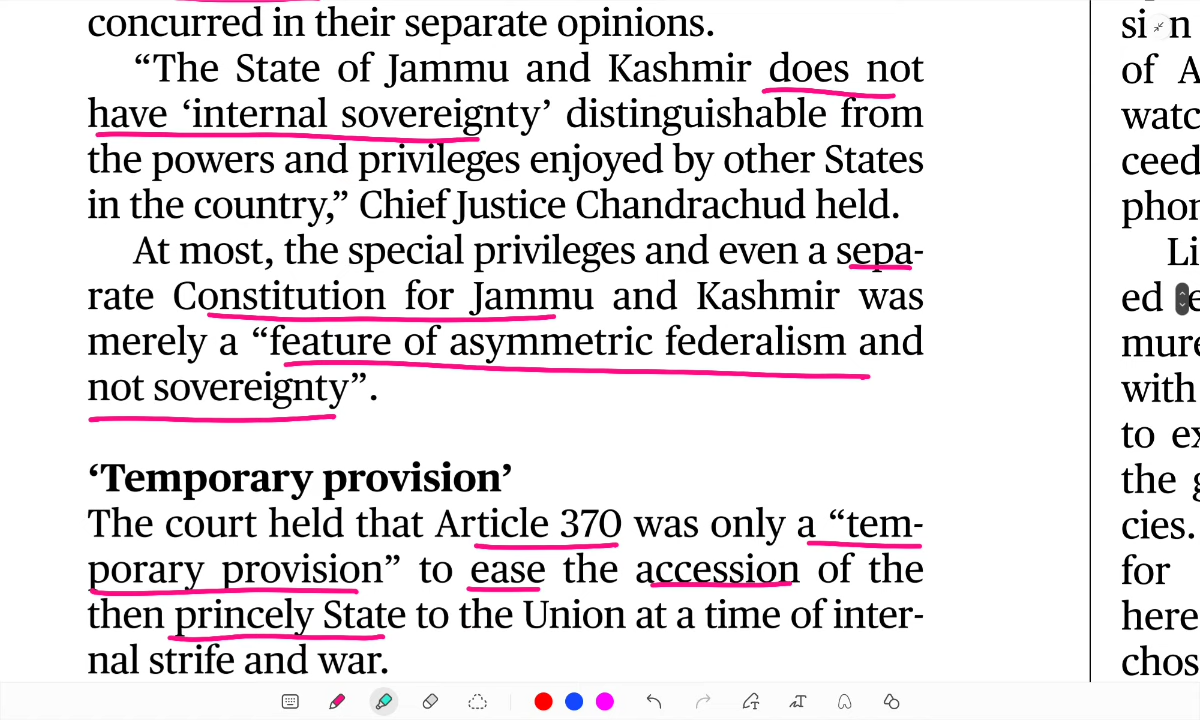 concurred in their separate opinions.
“The State of Jammu and Kashmir does not
have ‘internal sovereignty’ distinguishable from
the powers and privileges enjoyed by other States
in the country,” Chief Justice Chandrachud held.
At most, the special privileges and even a sepa-
rate Constitution for Jammu and Kashmir was
merely a “feature of asymmetric federalism and
not sovereignty”.
‘Temporary provision’
The court held that Article 370 was only a “tem-
porary provision” to ease the accession of the
then princely State to the Union at a time of inter-
nal strife and war.
of A
watc
ceed
phon
Li
ed
mure
with
to ex
the g
cies.
for
here
chos